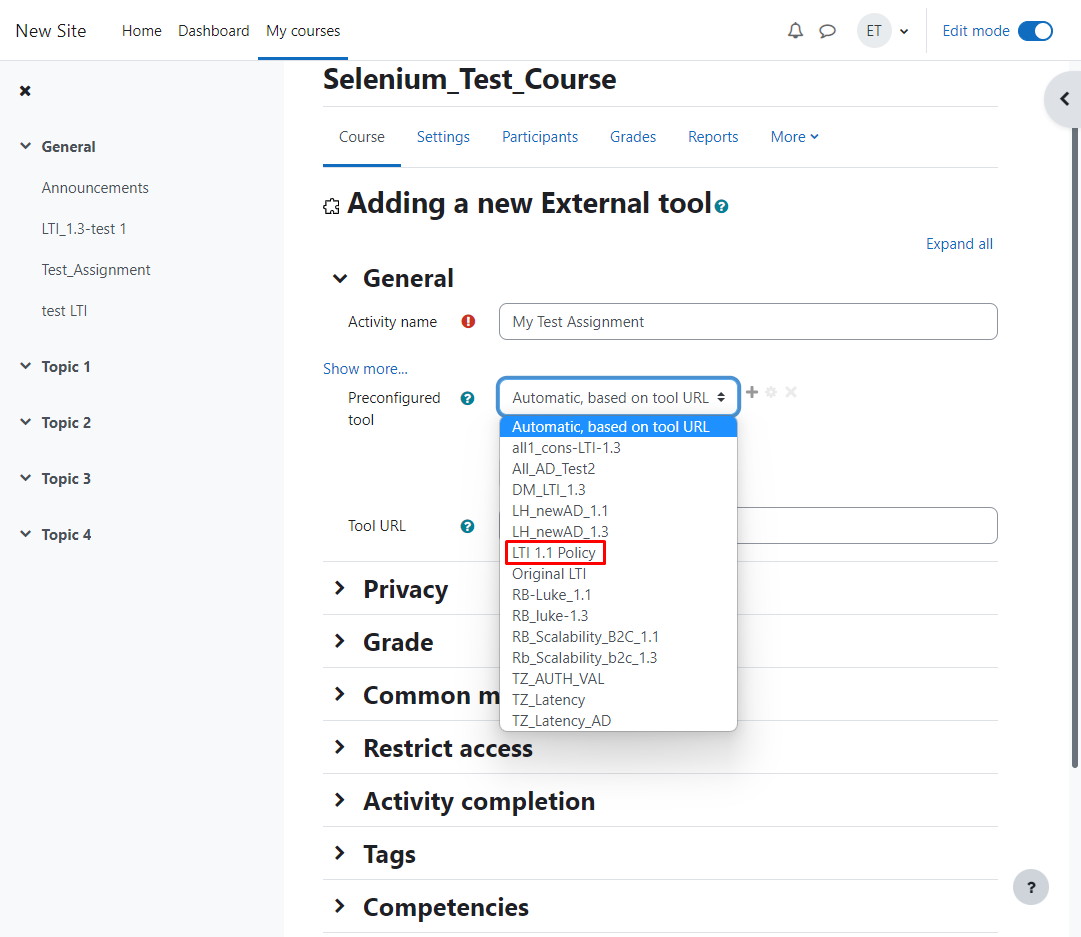 New Site Home Dashboard My courses ET Edit mode
Selenium_Test_Course
Course Settings Participants Grades Reports More
General
Announcements
LTI_1.3-test 1
Test_Assignment
test LTI
Topic 1
Topic 2
Topic 3
Topic 4
Adding a new External tool ?
Expand all
General
Activity name ! My Test Assignment
Show more...
Preconfigured tool ? Automatic, based on tool URL
Automatic, based on tool URL
all1_cons-LTI-1.3
All_AD_Test2
DM_LTI_1.3
LH_newAD_1.1
LH_newAD_1.3
LTI 1.1 Policy
Original LTI
RB-Luke_1.1
RB_luke-1.3
RB_Scalability_B2C_1.1
Rb_Scalability_b2c_1.3
TZ_AUTH_VAL
TZ_Latency
TZ_Latency_AD
Tool URL ?
Privacy
Grade
Common m
Restrict access
Activity completion
Tags
Competencies
?